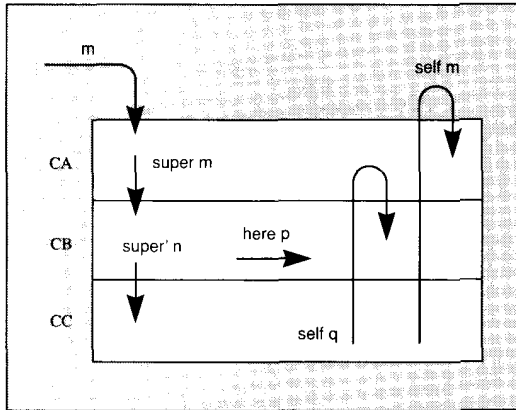 m
self m
CA
super m
CB
super' n
here p
CC
self q